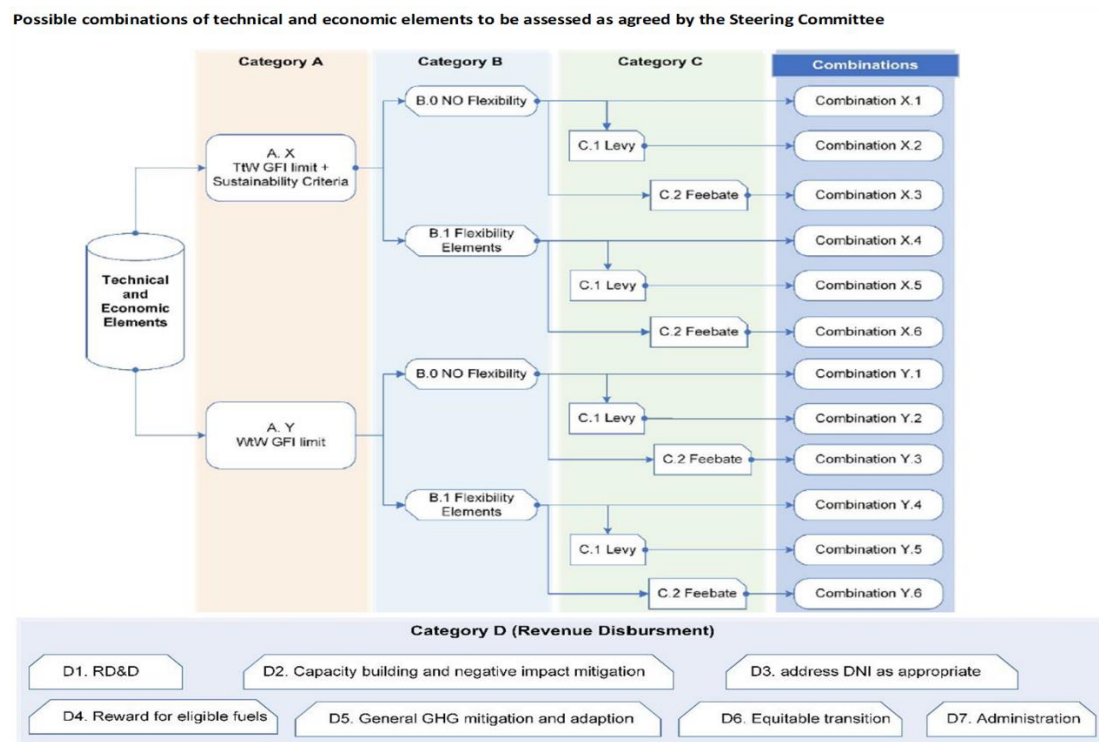 Possible combinations of technical and economic elements to be assessed as agreed by the Steering Committee
Category A
Category B
Category C
Combinations
Technical
and
Economic
Elements
A. X
TtW GFI limit +
Sustainability Criteria
B.0 NO Flexibility
C.1 Levy
C.2 Feebate
Combination X.1
Combination X.2
Combination X.3
B.1 Flexibility
Elements
C.1 Levy
C.2 Feebate
Combination X.4
Combination X.5
Combination X.6
A. Y
WtW GFI limit
B.0 NO Flexibility
C.1 Levy
C.2 Feebate
Combination Y.1
Combination Y.2
Combination Y.3
B.1 Flexibility
Elements
C.1 Levy
C.2 Feebate
Combination Y.4
Combination Y.5
Combination Y.6
Category D (Revenue Disbursment)
D1. RD&D
D2. Capacity building and negative impact mitigation
D3. address DNI as appropriate
D4. Reward for eligible fuels
D5. General GHG mitigation and adaption
D6. Equitable transition
D7. Administration